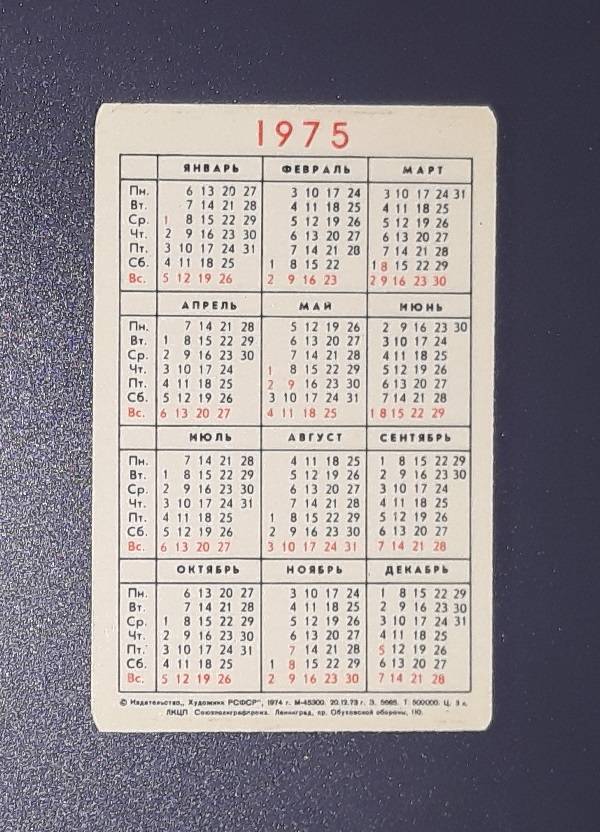 1975
ЯНВАРЬ ФЕВРАЛЬ МАРТ
Пн. 6 13 20 27 3 10 17 24 3 10 17 24 31
Вт. 7 14 21 28 4 11 18 25 4 11 18 25
Ср. 1 8 15 22 29 5 12 19 26 5 12 19 26
Чт. 2 9 16 23 30 6 13 20 27 6 13 20 27
Пт. 3 10 17 24 31 7 14 21 28 7 14 21 28
Сб. 4 11 18 25 1 8 15 22 1 8 15 22 29
Вс. 5 12 19 26 2 9 16 23 2 9 16 23 30
АПРЕЛЬ МАЙ ИЮНЬ
Пн. 7 14 21 28 5 12 19 26 2 9 16 23 30
Вт. 1 8 15 22 29 6 13 20 27 3 10 17 24
Ср. 2 9 16 23 30 7 14 21 28 4 11 18 25
Чт. 3 10 17 24 1 8 15 22 29 5 12 19 26
Пт. 4 11 18 25 2 9 16 23 30 6 13 20 27
Сб. 5 12 19 26 3 10 17 24 31 7 14 21 28
Вс. 6 13 20 27 4 11 18 25 1 8 15 22 29
ИЮЛЬ АВГУСТ СЕНТЯБРЬ
Пн. 7 14 21 28 4 11 18 25 1 8 15 22 29
Вт. 1 8 15 22 29 5 12 19 26 2 9 16 23 30
Ср. 2 9 16 23 30 6 13 20 27 3 10 17 24
Чт. 3 10 17 24 31 7 14 21 28 4 11 18 25
Пт. 4 11 18 25 1 8 15 22 29 5 12 19 26
Сб. 5 12 19 26 2 9 16 23 30 6 13 20 27
Вс. 6 13 20 27 3 10 17 24 31 7 14 21 28
ОКТЯБРЬ НОЯБРЬ ДЕКАБРЬ
Пн. 6 13 20 27 3 10 17 24 1 8 15 22 29
Вт. 7 14 21 28 4 11 18 25 2 9 16 23 30
Ср. 1 8 15 22 29 5 12 19 26 3 10 17 24 31
Чт. 2 9 16 23 30 6 13 20 27 4 11 18 25
Пт. 3 10 17 24 31 7 14 21 28 5 12 19 26
Сб. 4 11 18 25 1 8 15 22 29 6 13 20 27
Вс. 5 12 19 26 2 9 16 23 30 7 14 21 28
© Издательство „Художник РСФСР", 1974 г. М-45300. 20.12.73 г. З. 5665. Т. 500000. Ц. 3 к.
ЛКЦП Союзполиграфпрома. Ленинград, пр. Обуховской обороны, 110.